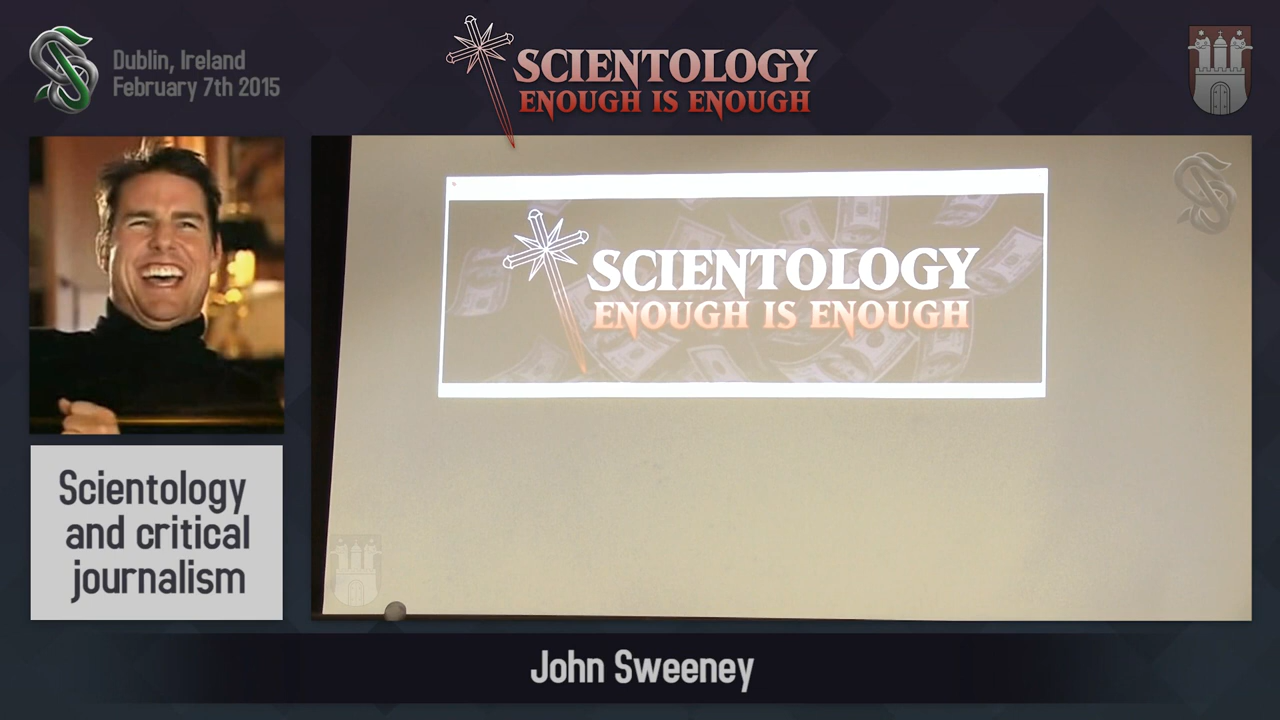 Dublin, Ireland
February 7th 2015
SCIENTOLOGY
ENOUGH IS ENOUGH
SCIENTOLOGY
ENOUGH IS ENOUGH
Scientology
and critical
journalism
John Sweeney